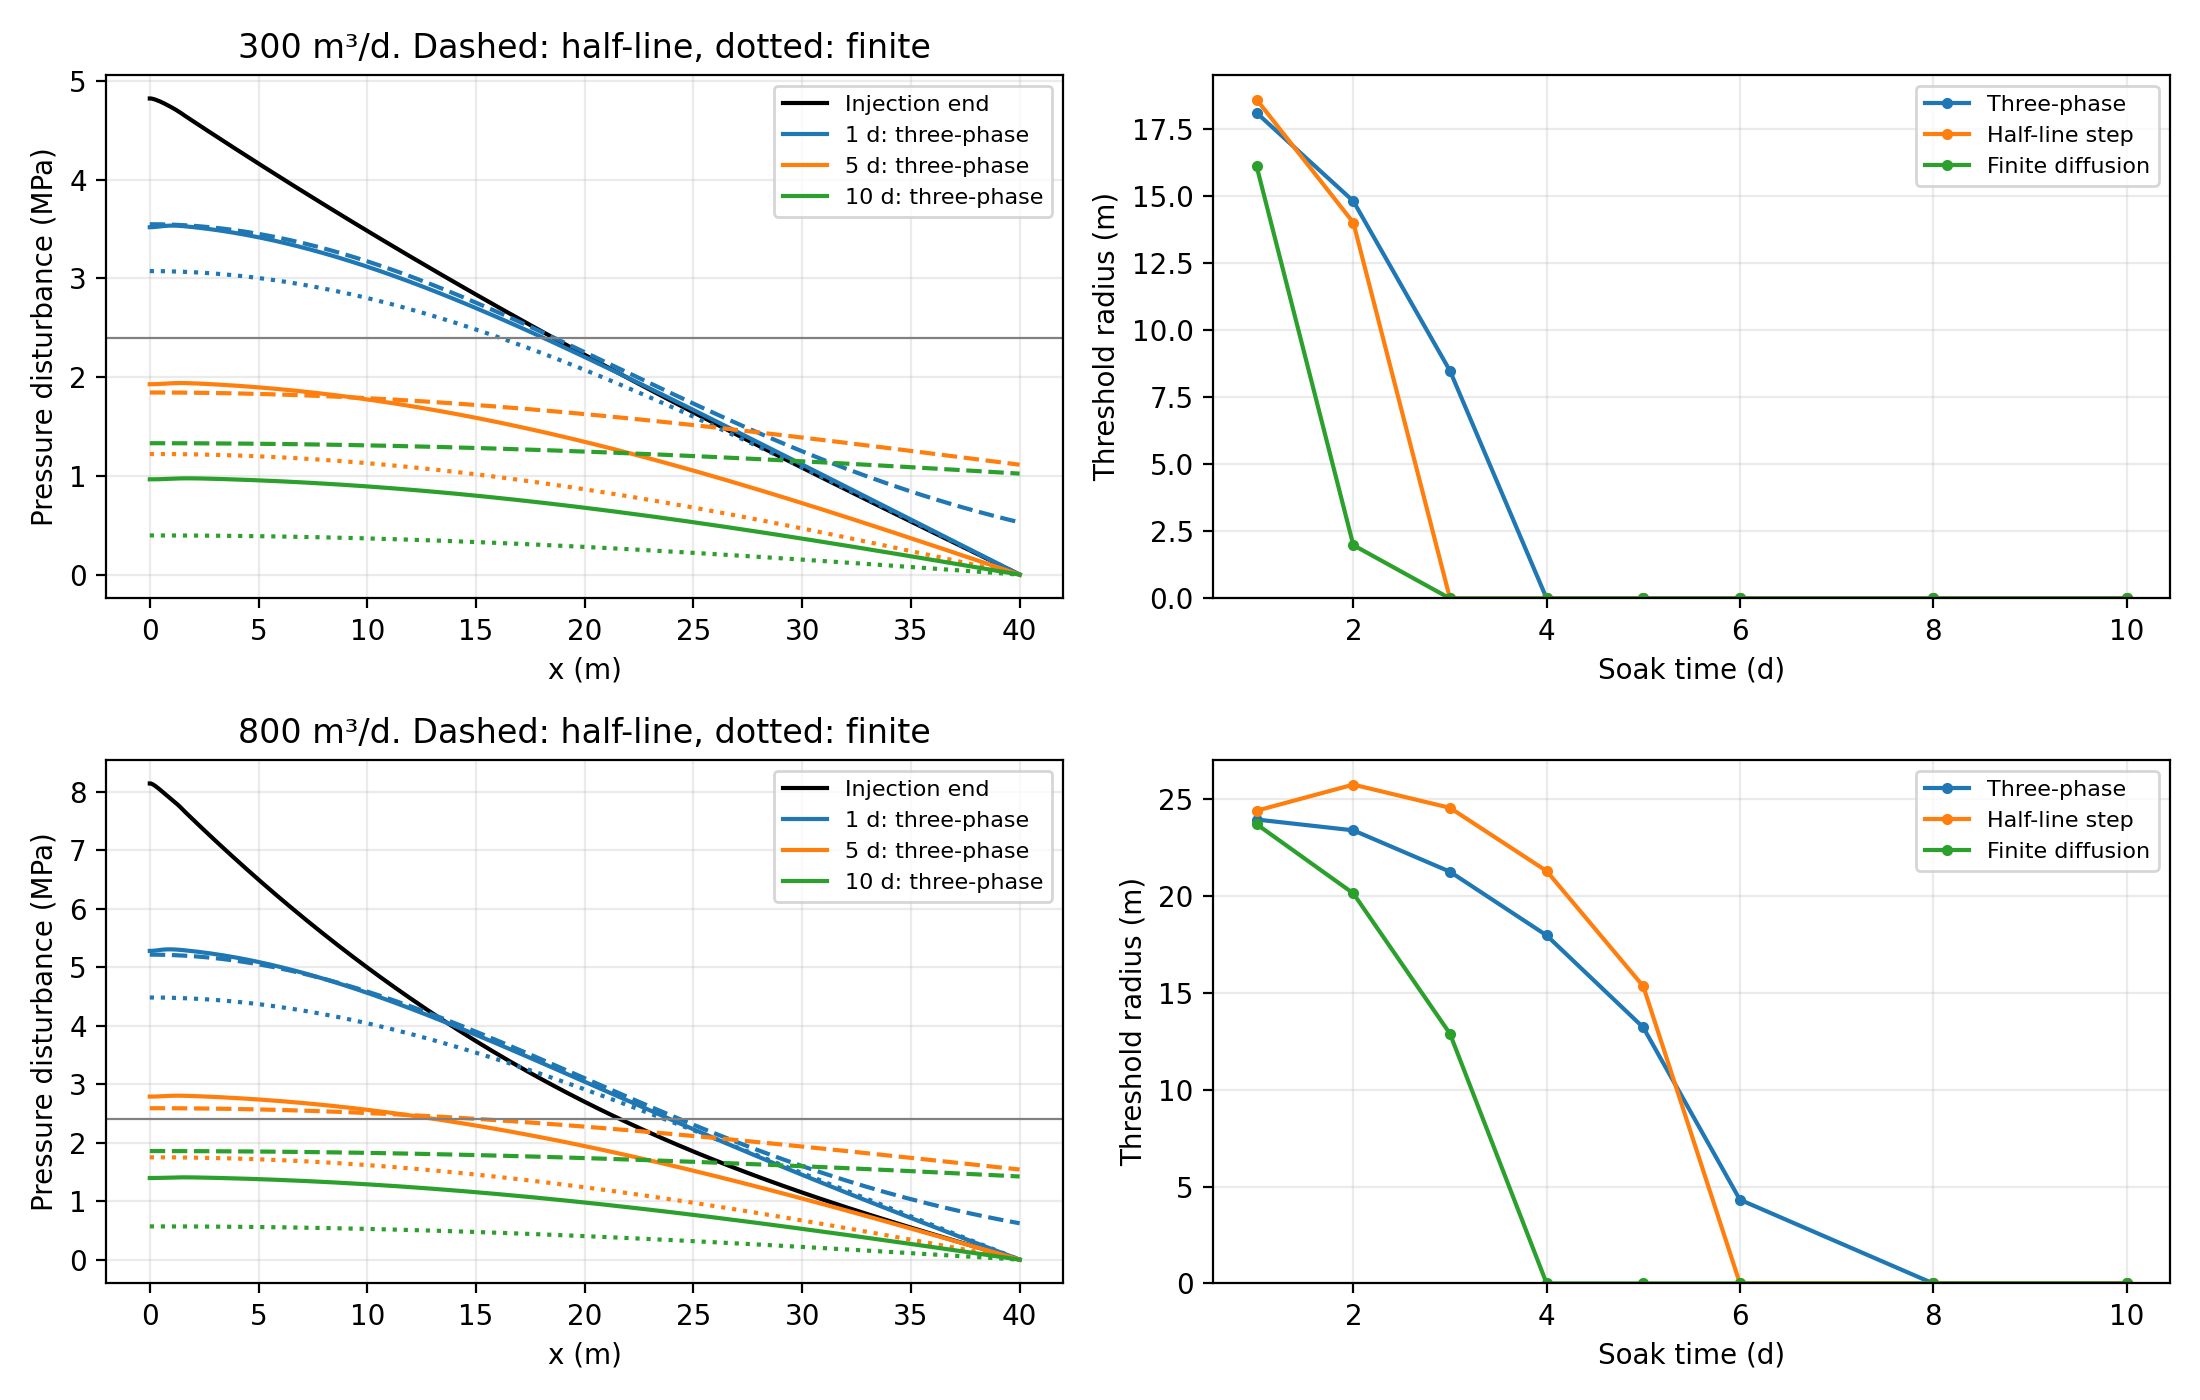 300 m³/d. Dashed: half-line, dotted: finite
Pressure disturbance (MPa)
5
4
3
2
1
0
Injection end
1 d: three-phase
5 d: three-phase
10 d: three-phase
0 5 10 15 20 25 30 35 40
x (m)
Threshold radius (m)
17.5
15.0
12.5
10.0
7.5
5.0
2.5
0.0
Three-phase
Half-line step
Finite diffusion
2 4 6 8 10
Soak time (d)
800 m³/d. Dashed: half-line, dotted: finite
Pressure disturbance (MPa)
8
7
6
5
4
3
2
1
0
Injection end
1 d: three-phase
5 d: three-phase
10 d: three-phase
0 5 10 15 20 25 30 35 40
x (m)
Threshold radius (m)
25
20
15
10
5
0
Three-phase
Half-line step
Finite diffusion
2 4 6 8 10
Soak time (d)